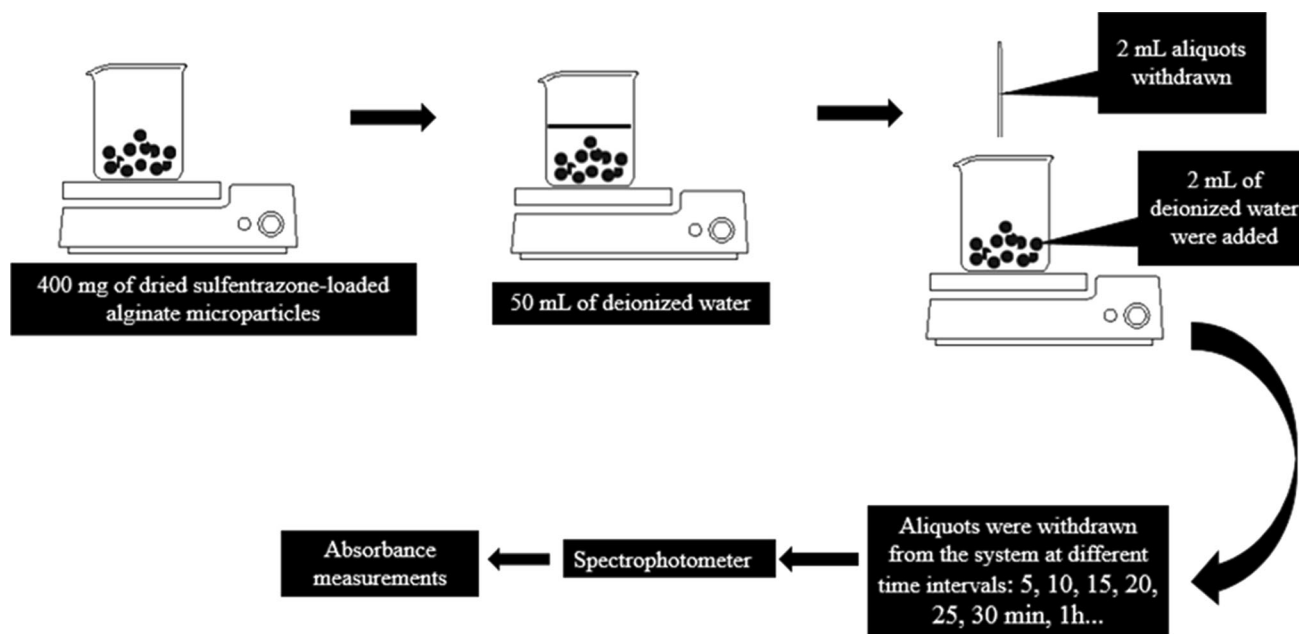 400 mg of dried sulfentrazone-loaded
alginate microparticles
50 mL of deionized water
2 mL aliquots
withdrawn
2 mL of
deionized water
were added
Aliquots were withdrawn
from the system at different
time intervals: 5, 10, 15, 20,
25, 30 min, 1h...
Spectrophotometer
Absorbance
measurements